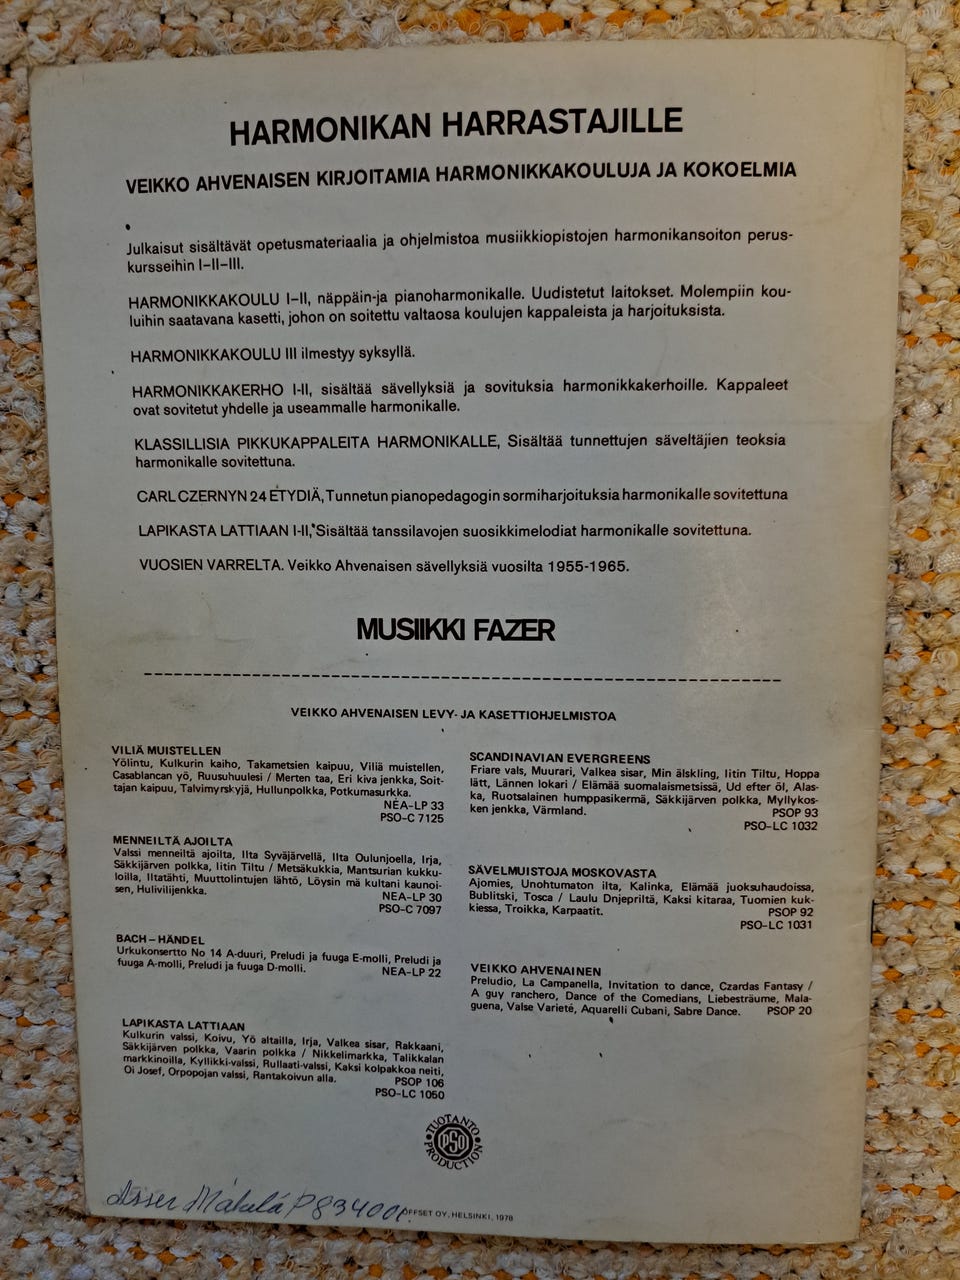 HARMONIKAN HARRASTAJILLE
VEIKKO AHVENAISEN KIRJOITAMIA HARMONIKKAKOULUJA JA KOKOELMIA
Julkaisut sisältävät opetusmateriaalia ja ohjelmistoa musiikkiopistojen harmonikansoiton perus-
kursseihin I–II–III.
HARMONIKKAKOULU I–II, näppäin-ja pianoharmonikalle. Uudistetut laitokset. Molempiin kou-
luihin saatavana kasetti, johon on soitettu valtaosa koulujen kappaleista ja harjoituksista.
HARMONIKKAKOULU III ilmestyy syksyllä.
HARMONIKKAKERHO I-II, sisältää sävellyksiä ja sovituksia harmonikkakerhoille. Kappaleet
ovat sovitetut yhdelle ja useammalle harmonikalle.
KLASSILLISIA PIKKUKAPPALEITA HARMONIKALLE, Sisältää tunnettujen säveltäjien teoksia
harmonikalle sovitettuna.
CARL CZERNYN 24 ETYDIÄ, Tunnetun pianopedagogin sormiharjoituksia harmonikalle sovitettuna
LAPIKASTA LATTIAAN I-II, Sisältää tanssilavojen suosikkimelodiat harmonikalle sovitettuna.
VUOSIEN VARRELTA. Veikko Ahvenaisen sävellyksiä vuosilta 1955-1965.
MUSIIKKI FAZER
VEIKKO AHVENAISEN LEVY- JA KASETTIOHJELMISTOA
VILIÄ MUISTELLEN
Yölintu, Kulkurin kaiho, Takametsien kaipuu, Viliä muistellen,
Casablancan yö, Ruusuhuulesi / Merten taa, Eri kiva jenkka, Soit-
tajan kaipuu, Talvimyrskyjä, Hullunpolkka, Potkumasurkka.
NEA-LP 33
PSO-C 7125
MENNEILTÄ AJOILTA
Valssi menneiltä ajoilta, Ilta Syväjärvellä, Ilta Oulunjoella, Irja,
Säkkijärven polkka, Iitin Tiltu / Metsäkukkia, Mantsurian kukku-
loilla, Iltatähti, Muuttolintujen lähtö, Löysin mä kultani kaunoi-
sen, Hulivilijenkka.
NEA-LP 30
PSO-C 7097
BACH – HÄNDEL
Urkukonsertto No 14 A-duuri, Preludi ja fuuga E-molli, Preludi ja
fuuga A-molli, Preludi ja fuuga D-molli. NEA-LP 22
LAPIKASTA LATTIAAN
Kulkurin valssi, Koivu, Yö altailla, Irja, Valkea sisar, Rakkaani,
Säkkijärven polkka, Vaarin polkka / Nikkelimarkka, Talikkalan
markkinoilla, Kyllikki-valssi, Rullaati-valssi, Kaksi kolpakkoa neiti,
Oi Josef, Orpopojan valssi, Rantakoivun alla. PSOP 106
PSO-LC 1050
SCANDINAVIAN EVERGREENS
Friare vals, Muurari, Valkea sisar, Min älskling, Iitin Tiltu, Hoppa
lätt, Lännen lokari / Elämää suomalaismetsissä, Ud efter öl, Alas-
ka, Ruotsalainen humppasikermä, Säkkijärven polkka, Myllykos-
ken jenkka, Värmland. PSOP 93
PSO-LC 1032
SÄVELMUISTOJA MOSKOVASTA
Ajomies, Unohtumaton ilta, Kalinka, Elämää juoksuhaudoissa,
Bublitski, Tosca / Laulu Dnjepriltä, Kaksi kitaraa, Tuomien kuk-
kiessa, Troikka, Karpaatit. PSOP 92
PSO-LC 1031
VEIKKO AHVENAINEN
Preludio, La Campanella, Invitation to dance, Czardas Fantasy /
A guy ranchero, Dance of the Comedians, Liebesträume, Mala-
guena, Valse Varieté, Aquarelli Cubani, Sabre Dance. PSOP 20
TUOTANTO
PSO
PRODUCTION
Mäkelä
OFFSET OY, HELSINKI, 1978